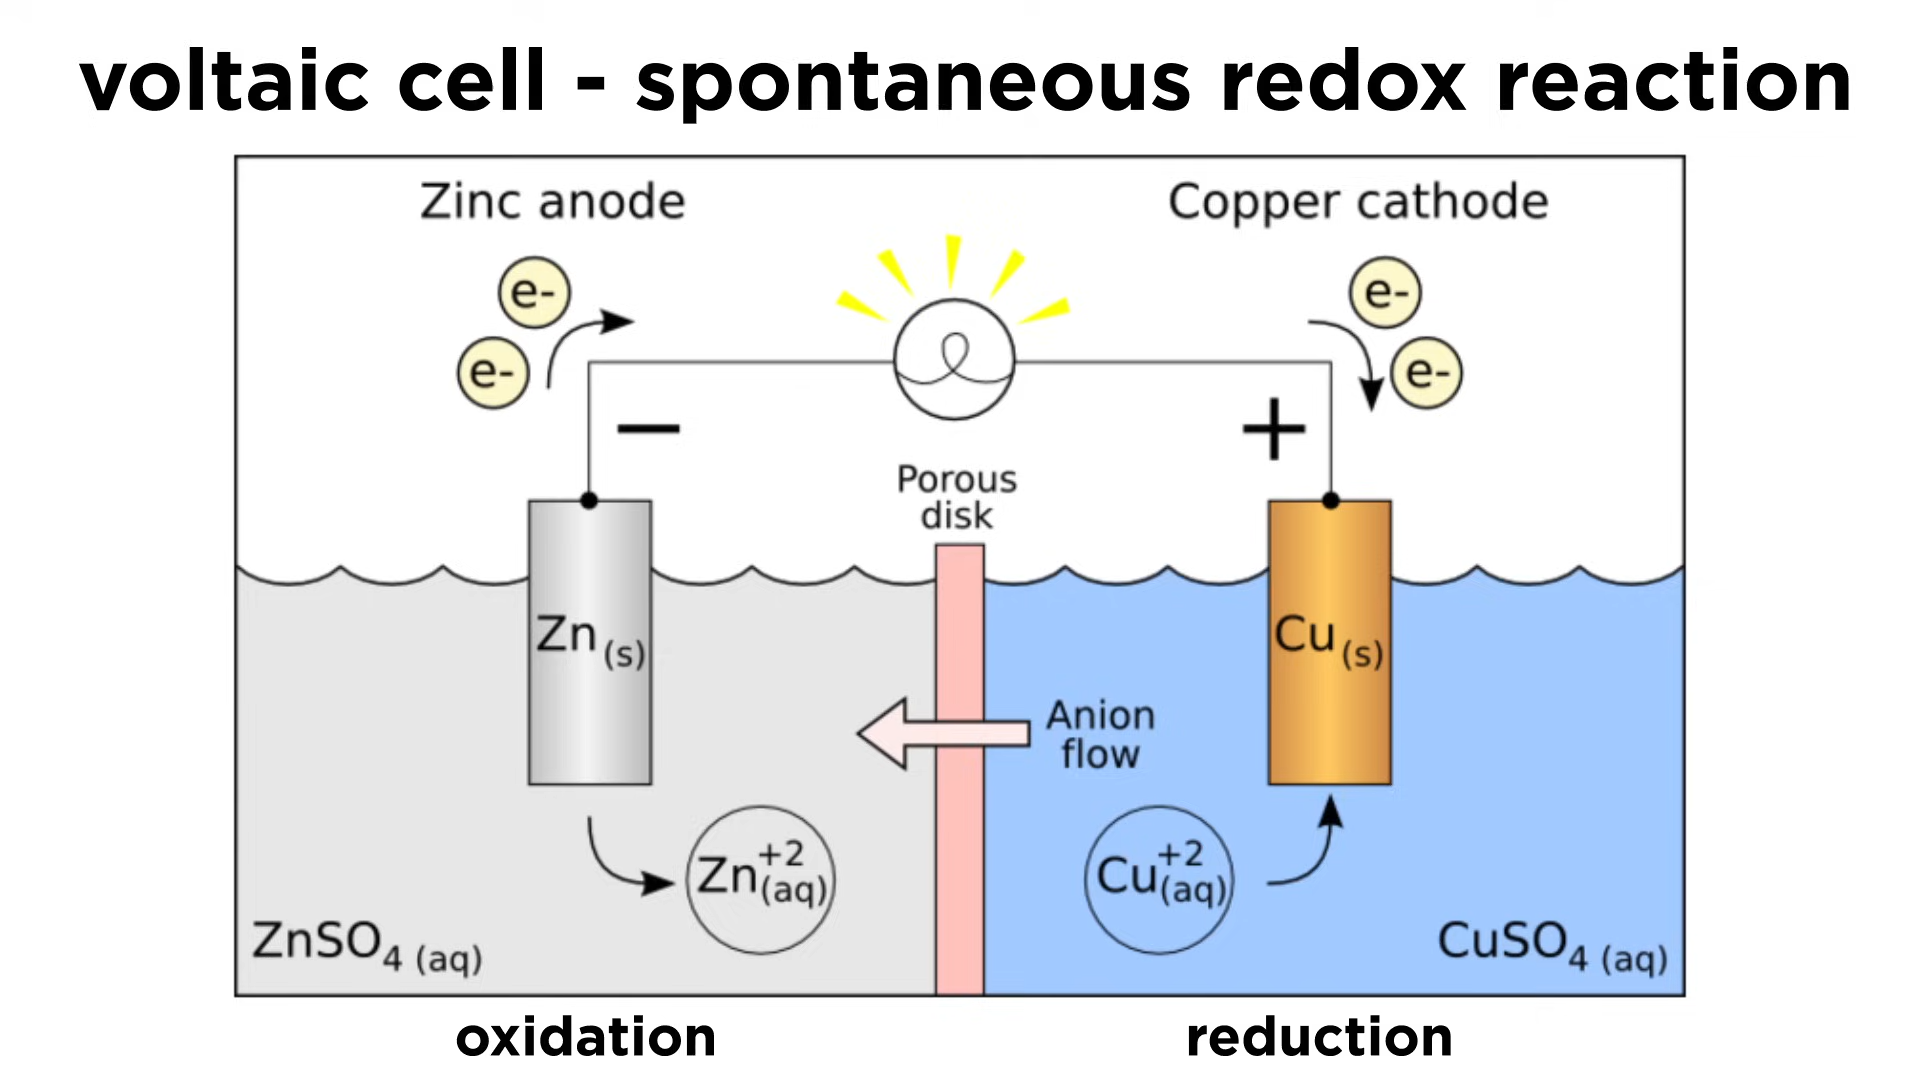 voltaic cell - spontaneous redox reaction
Zinc anode
Copper cathode
e-
e-
e-
e-
−
+
Porous
disk
Zn (s)
Cu (s)
Anion
flow
Zn+2(aq)
Cu+2(aq)
ZnSO4 (aq)
CuSO4 (aq)
oxidation
reduction